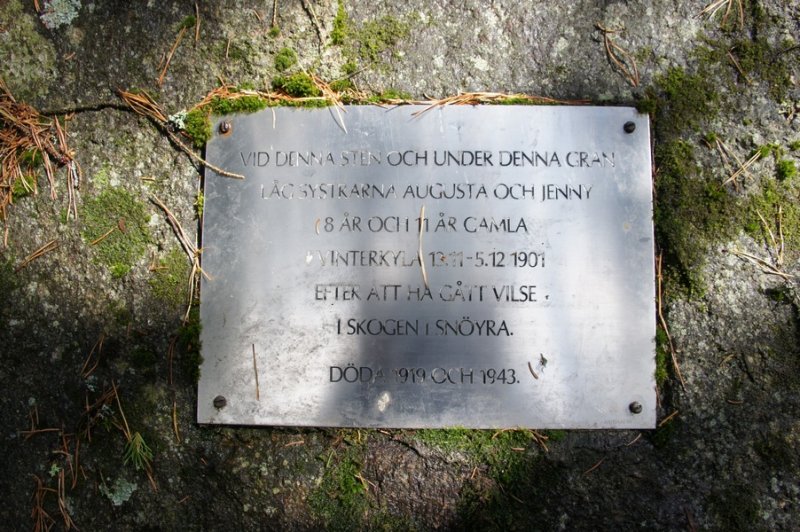 VID DENNA STEN OCH UNDER DENNA GRAN
LÅG SYSTRARNA AUGUSTA OCH JENNY
8 ÅR OCH 11 ÅR GAMLA
I VINTERKYLA 13.11-5.12 1901
EFTER ATT HA GÅTT VILSE
I SKOGEN I SNÖYRA.
DÖDA 1919 OCH 1943.